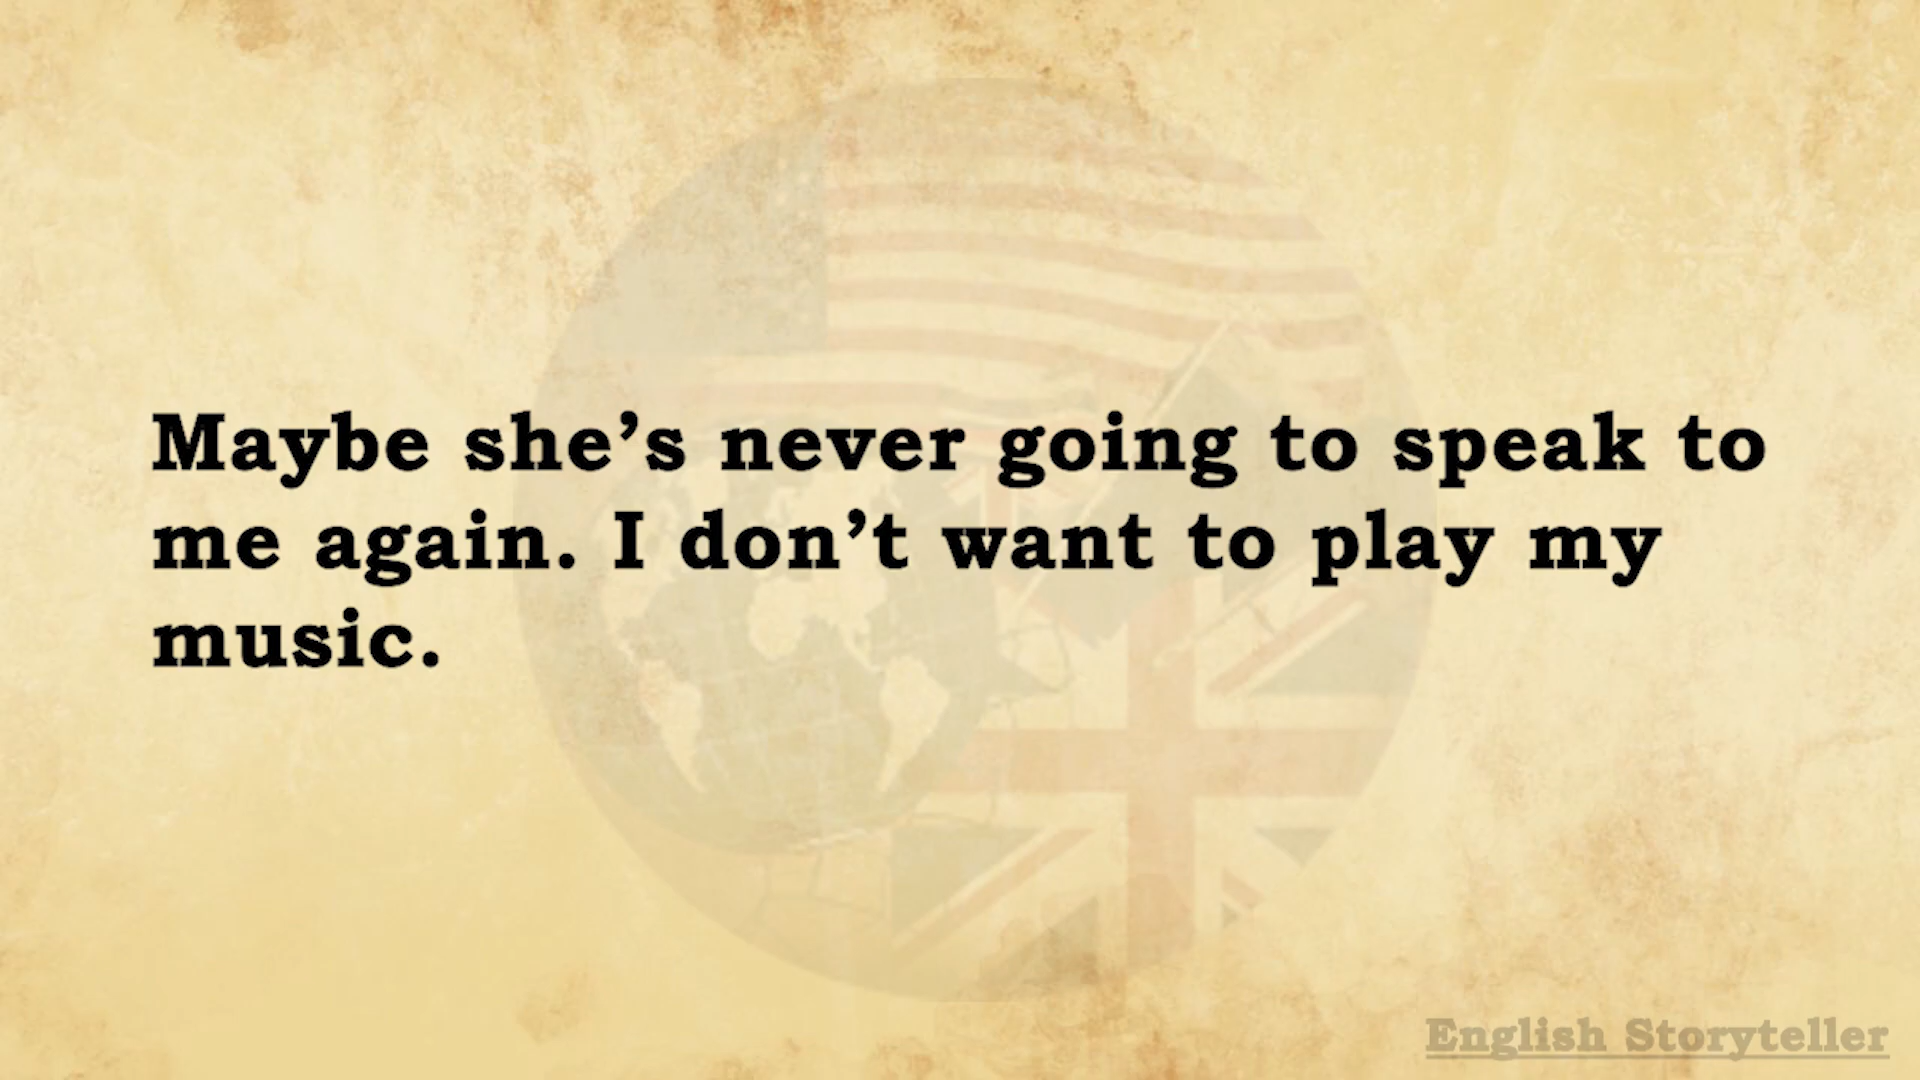 Maybe she’s never going to speak to
me again. I don’t want to play my
music.
English Storyteller